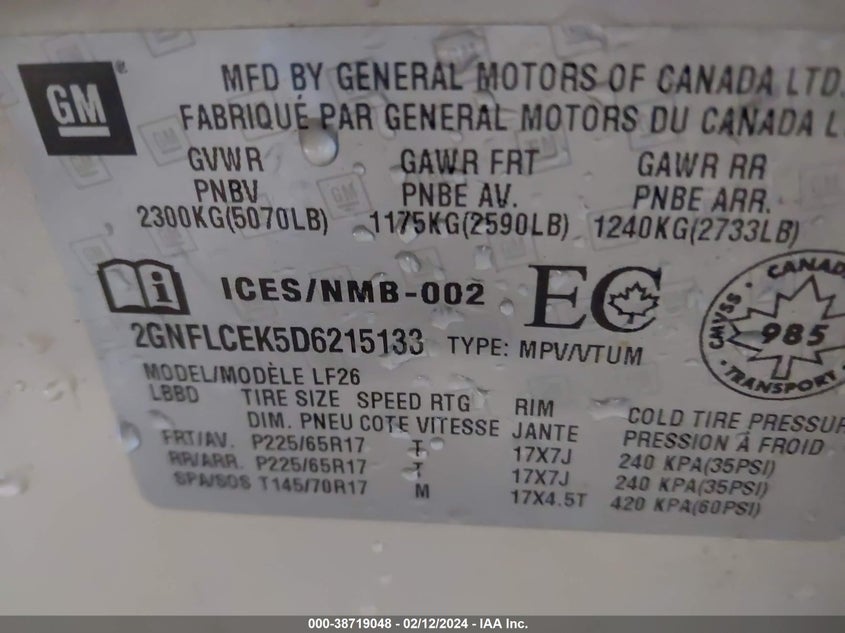 GM
MFD BY GENERAL MOTORS OF CANADA LTD.
FABRIQUÉ PAR GENERAL MOTORS DU CANADA L
GVWR GAWR FRT GAWR RR
PNBV PNBE AV. PNBE ARR.
2300KG(5070LB) 1175KG(2590LB) 1240KG(2733LB)
ICES/NMB-002 EC
CANADA CMVSS 985 TRANSPORT
2GNFLCEK5D6215133 TYPE: MPV/VTUM
MODEL/MODÈLE LF26
LBBD TIRE SIZE SPEED RTG RIM COLD TIRE PRESSUR
DIM. PNEU COTE VITESSE JANTE PRESSION À FROID
FRT/AV. P225/65R17 T 17X7J 240 KPA(35PSI)
RR/ARR. P225/65R17 T 17X7J 240 KPA(35PSI)
SPA/SOS T145/70R17 M 17X4.5T 420 KPA(60PSI)
000-38719048 - 02/12/2024 - IAA Inc.